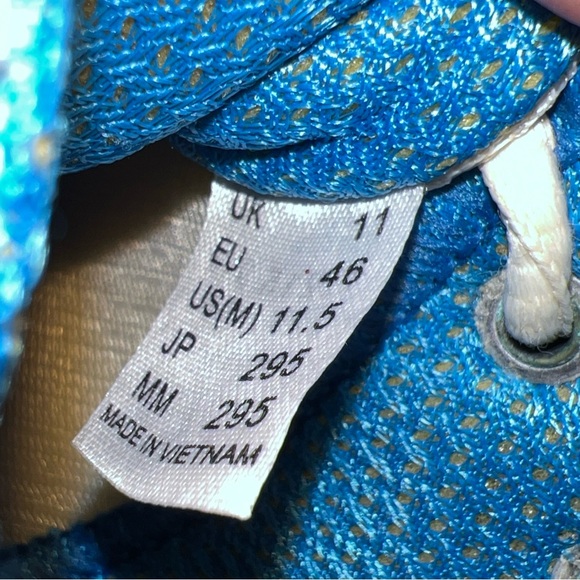 UK 11
EU 46
US(M) 11.5
JP 295
MM 295
MADE IN VIETNAM